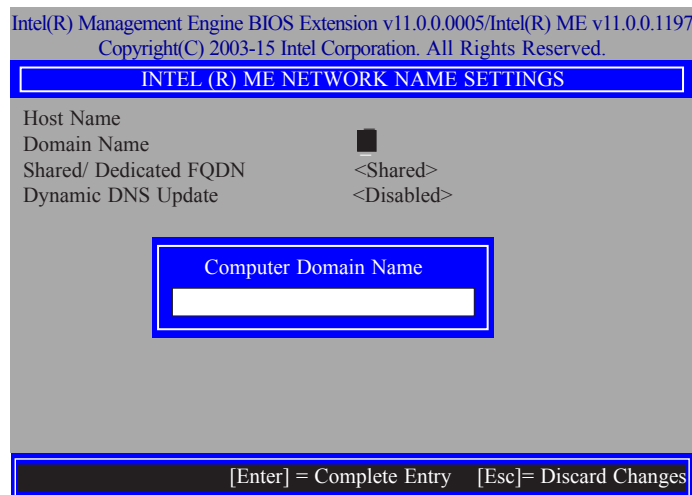 Intel(R) Management Engine BIOS Extension v11.0.0.0005/Intel(R) ME v11.0.0.1197
Copyright(C) 2003-15 Intel Corporation. All Rights Reserved.
INTEL (R) ME NETWORK NAME SETTINGS
Host Name
Domain Name
Shared/ Dedicated FQDN <Shared>
Dynamic DNS Update <Disabled>
Computer Domain Name
[Enter] = Complete Entry [Esc]= Discard Changes